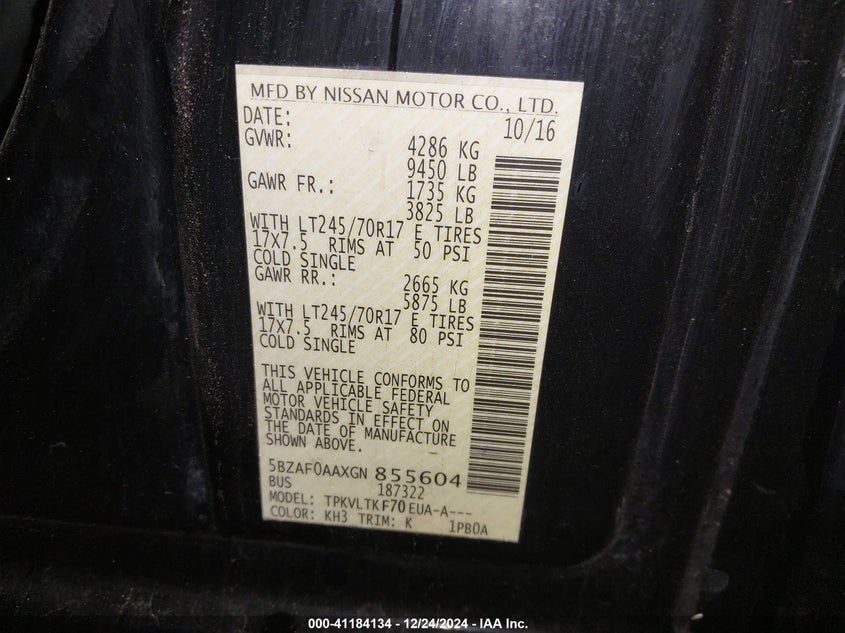 MFD BY NISSAN MOTOR CO., LTD.
DATE: 10/16
GVWR: 4286 KG
9450 LB
GAWR FR.: 1735 KG
3825 LB
WITH LT245/70R17 E TIRES
17X7.5 RIMS AT 50 PSI
COLD SINGLE
GAWR RR.: 2665 KG
5875 LB
WITH LT245/70R17 E TIRES
17X7.5 RIMS AT 80 PSI
COLD SINGLE
THIS VEHICLE CONFORMS TO
ALL APPLICABLE FEDERAL
MOTOR VEHICLE SAFETY
STANDARDS IN EFFECT ON
THE DATE OF MANUFACTURE
SHOWN ABOVE.
5BZAF0AAXGN 855604
BUS 187322
MODEL: TPKVLTKF70EUA-A---
COLOR: KH3 TRIM: K 1PB0A
000-41184134 - 12/24/2024 - IAA Inc.